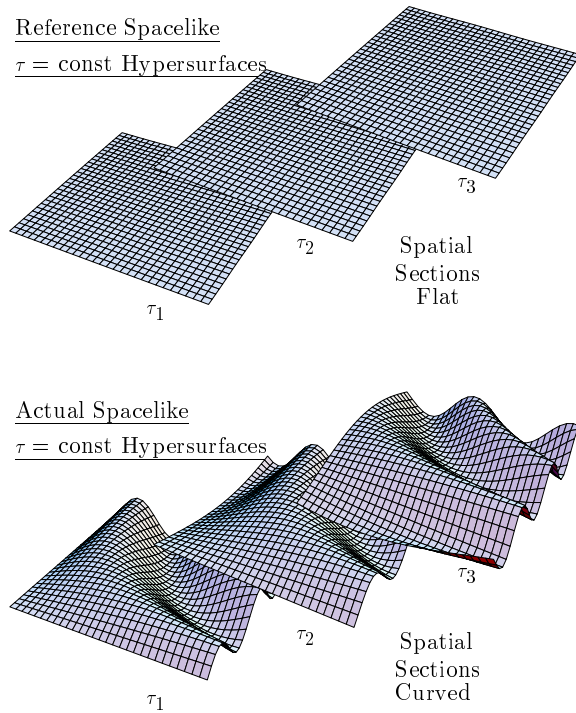 Reference Spacelike
τ = const Hypersurfaces
τ3
τ2
Spatial
Sections
Flat
τ1
Actual Spacelike
τ = const Hypersurfaces
τ3
τ2
Spatial
Sections
Curved
τ1